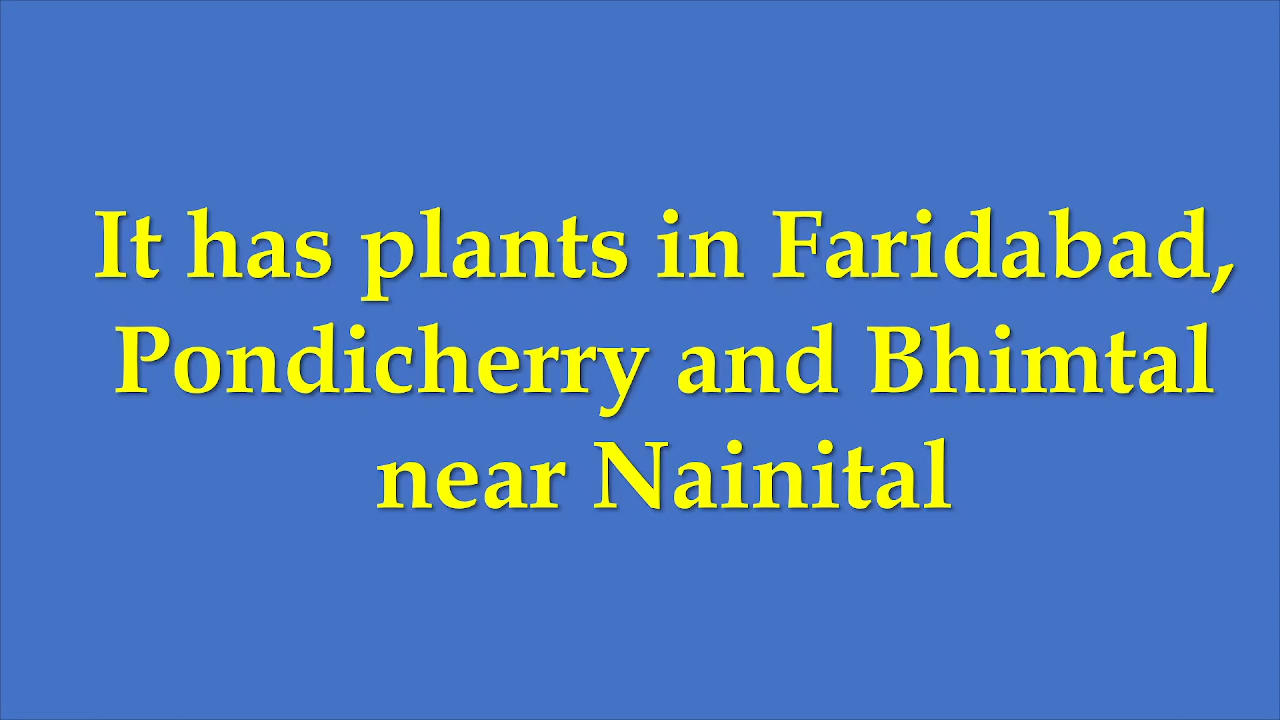 It has plants in Faridabad,
Pondicherry and Bhimtal
near Nainital